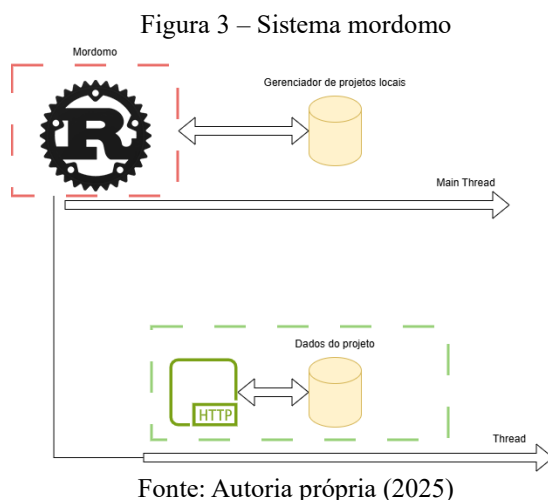 Figura 3 – Sistema mordomo
Mordomo
Gerenciador de projetos locais
R
Main Thread
Dados do projeto
HTTP
Thread
Fonte: Autoria própria (2025)